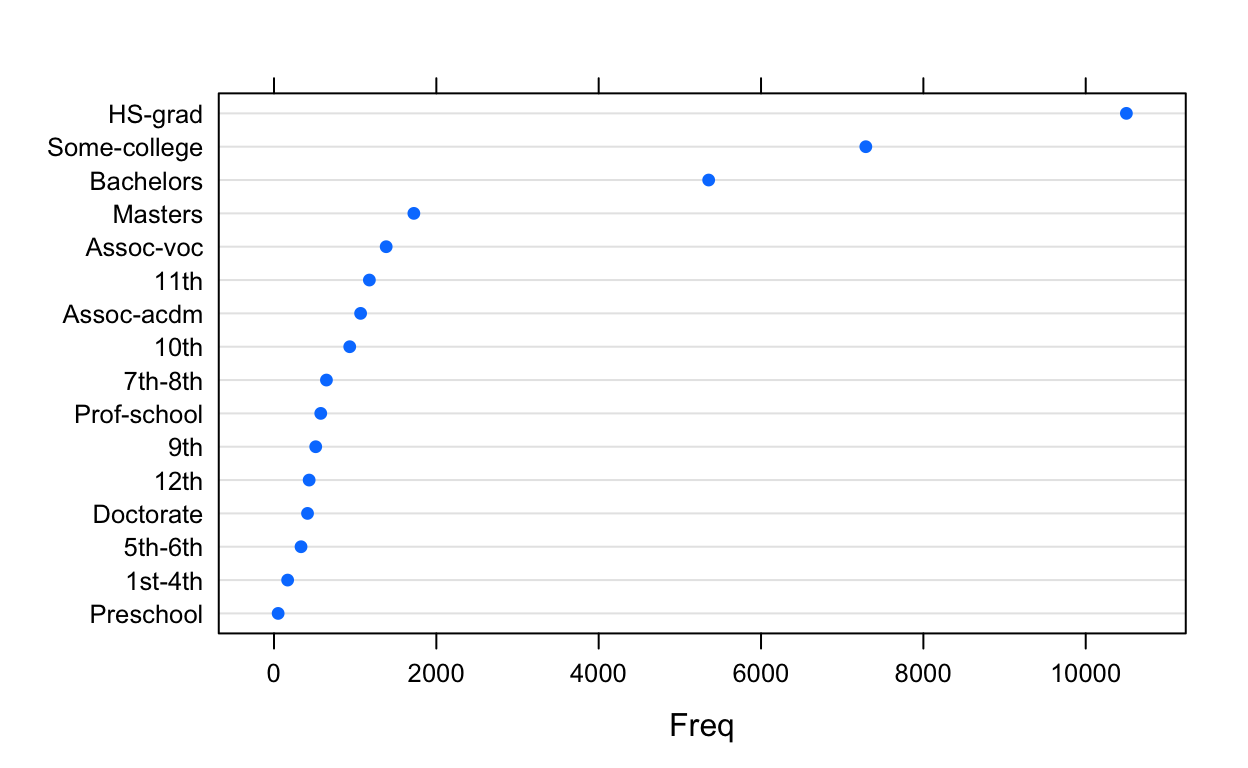 HS-grad
Some-college
Bachelors
Masters
Assoc-voc
11th
Assoc-acdm
10th
7th-8th
Prof-school
9th
12th
Doctorate
5th-6th
1st-4th
Preschool
0 2000 4000 6000 8000 10000
Freq